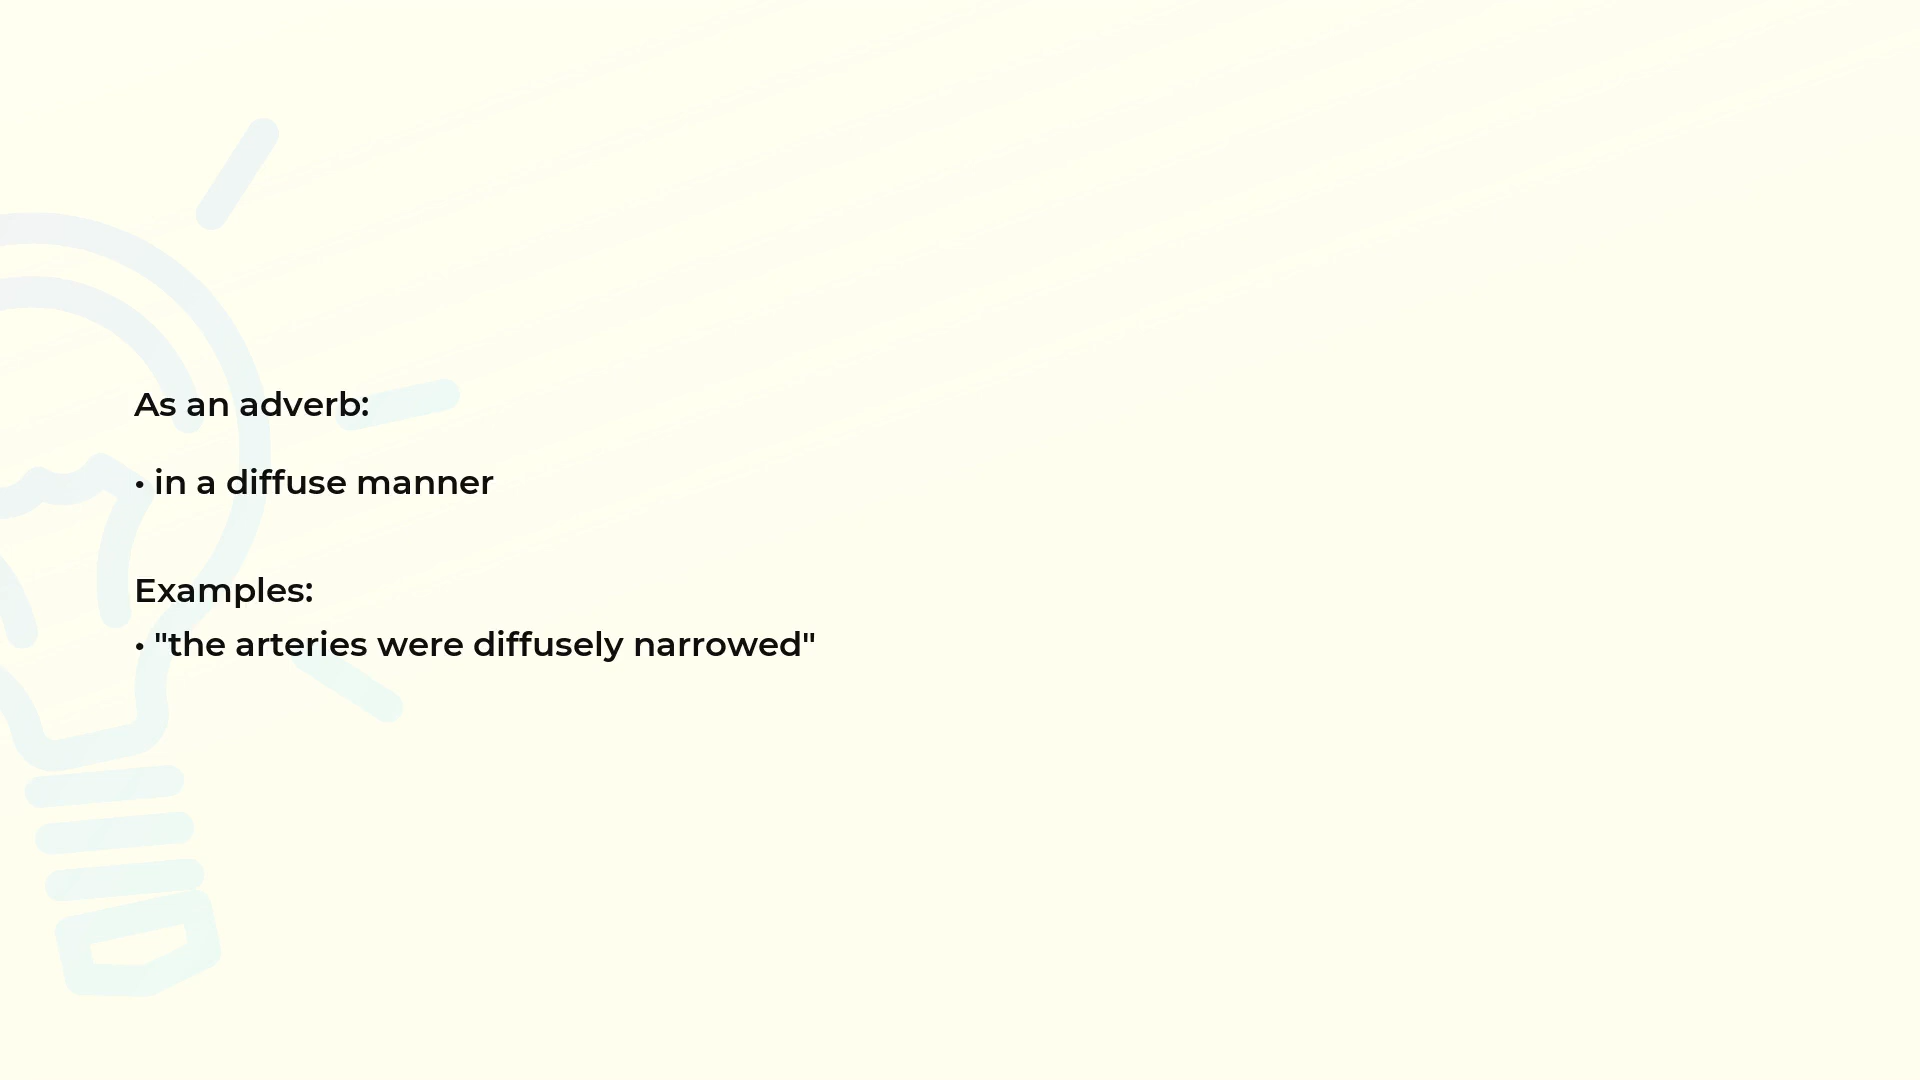 As an adverb:
• in a diffuse manner
Examples:
• "the arteries were diffusely narrowed"